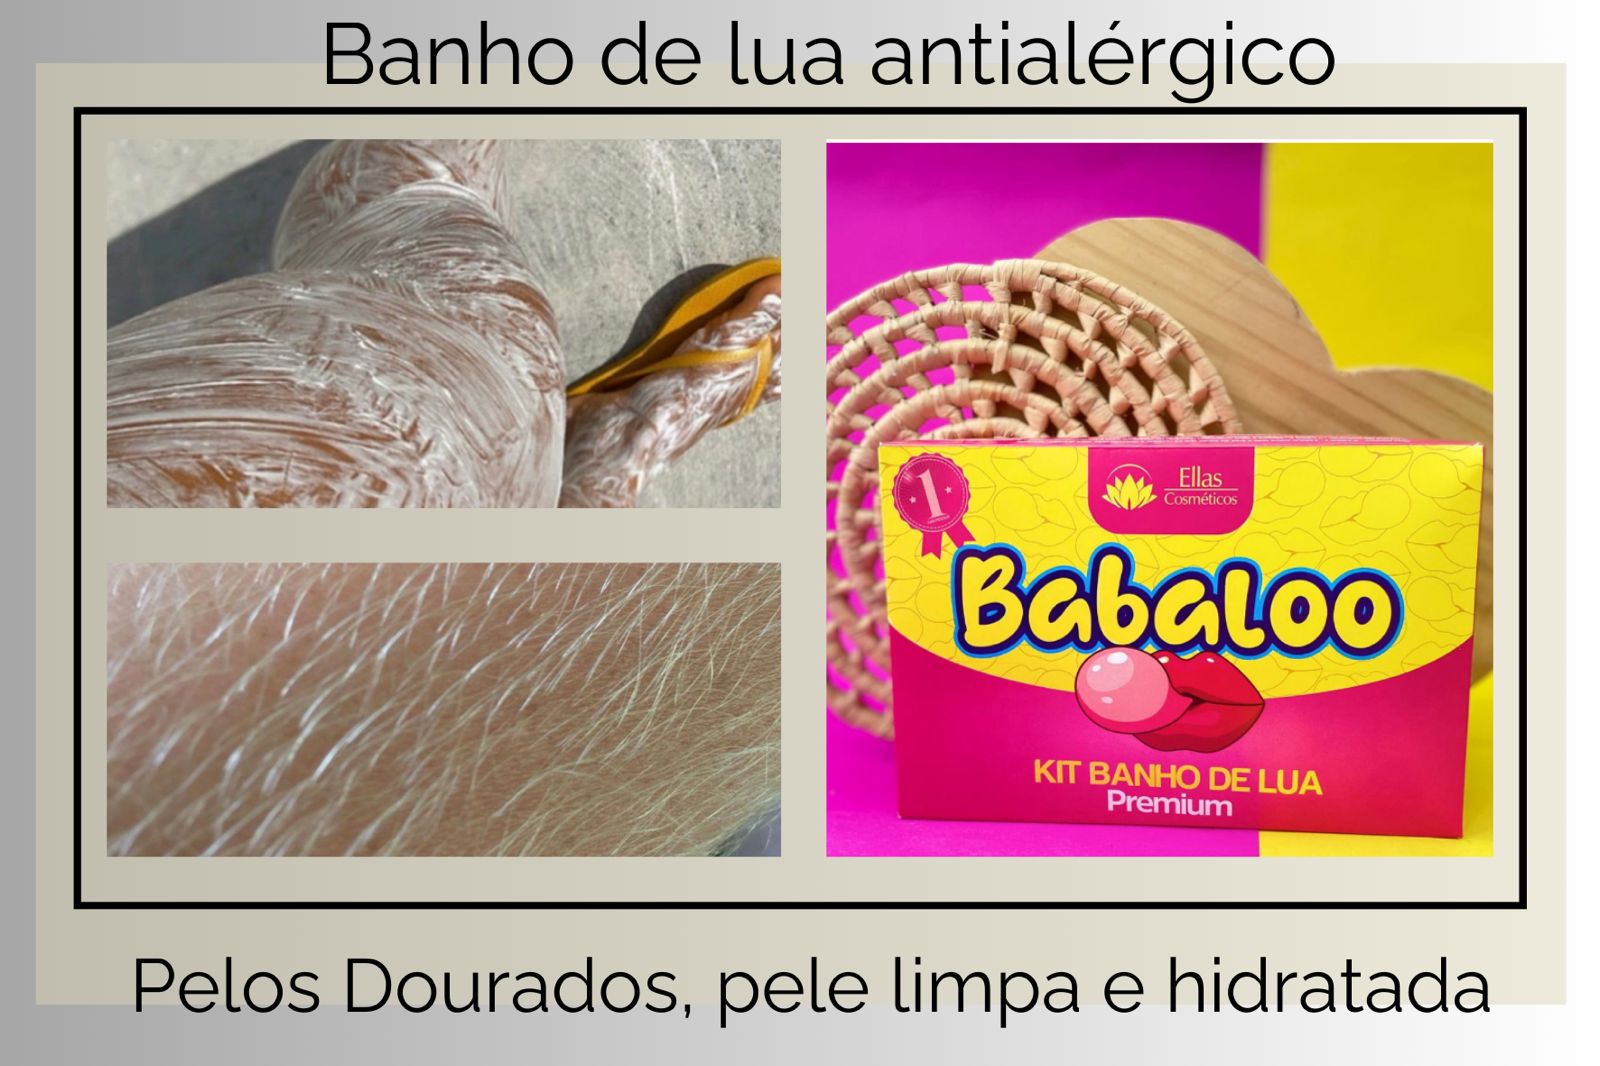 Banho de lua antialérgico
1
Ellas
Cosméticos
Babaloo
KIT BANHO DE LUA
Premium
Pelos Dourados, pele limpa e hidratada